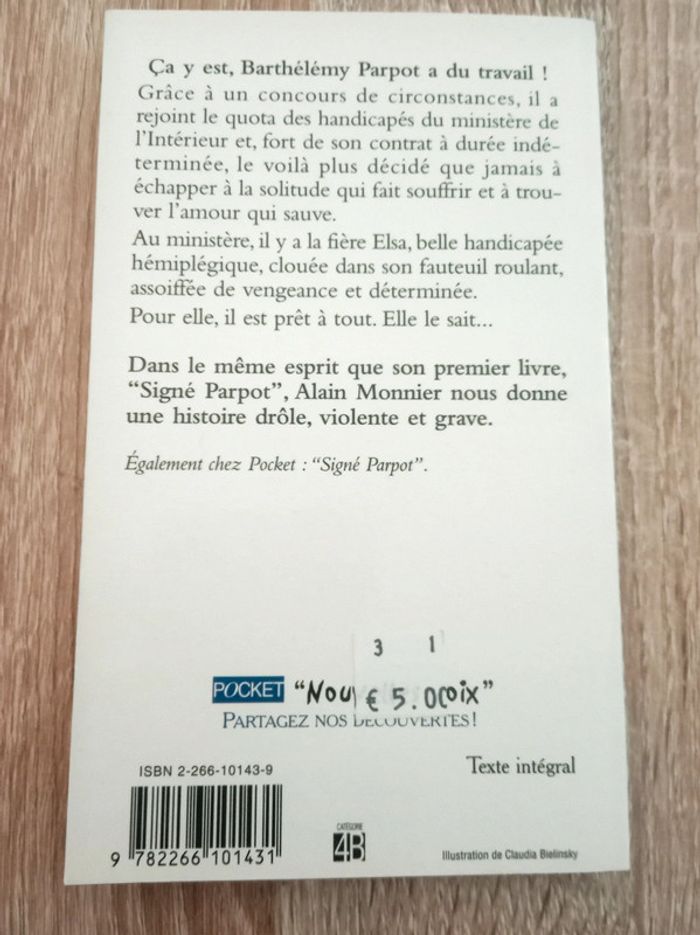 Ça y est, Barthélémy Parpot a du travail !
Grâce à un concours de circonstances, il a
rejoint le quota des handicapés du ministère de
l'Intérieur et, fort de son contrat à durée indé-
terminée, le voilà plus décidé que jamais à
échapper à la solitude qui fait souffrir et à trou-
ver l'amour qui sauve.
Au ministère, il y a la fière Elsa, belle handicapée
hémiplégique, clouée dans son fauteuil roulant,
assoiffée de vengeance et déterminée.
Pour elle, il est prêt à tout. Elle le sait...
Dans le même esprit que son premier livre,
“Signé Parpot”, Alain Monnier nous donne
une histoire drôle, violente et grave.
Également chez Pocket : “Signé Parpot”.
3 1
POCKET “Nou oix”
€ 5.00
PARTAGEZ NOS DÉCOUVERTES !
ISBN 2-266-10143-9
Texte intégral
9 782266 101431
CATÉGORIE
4B
Illustration de Claudia Bielinsky